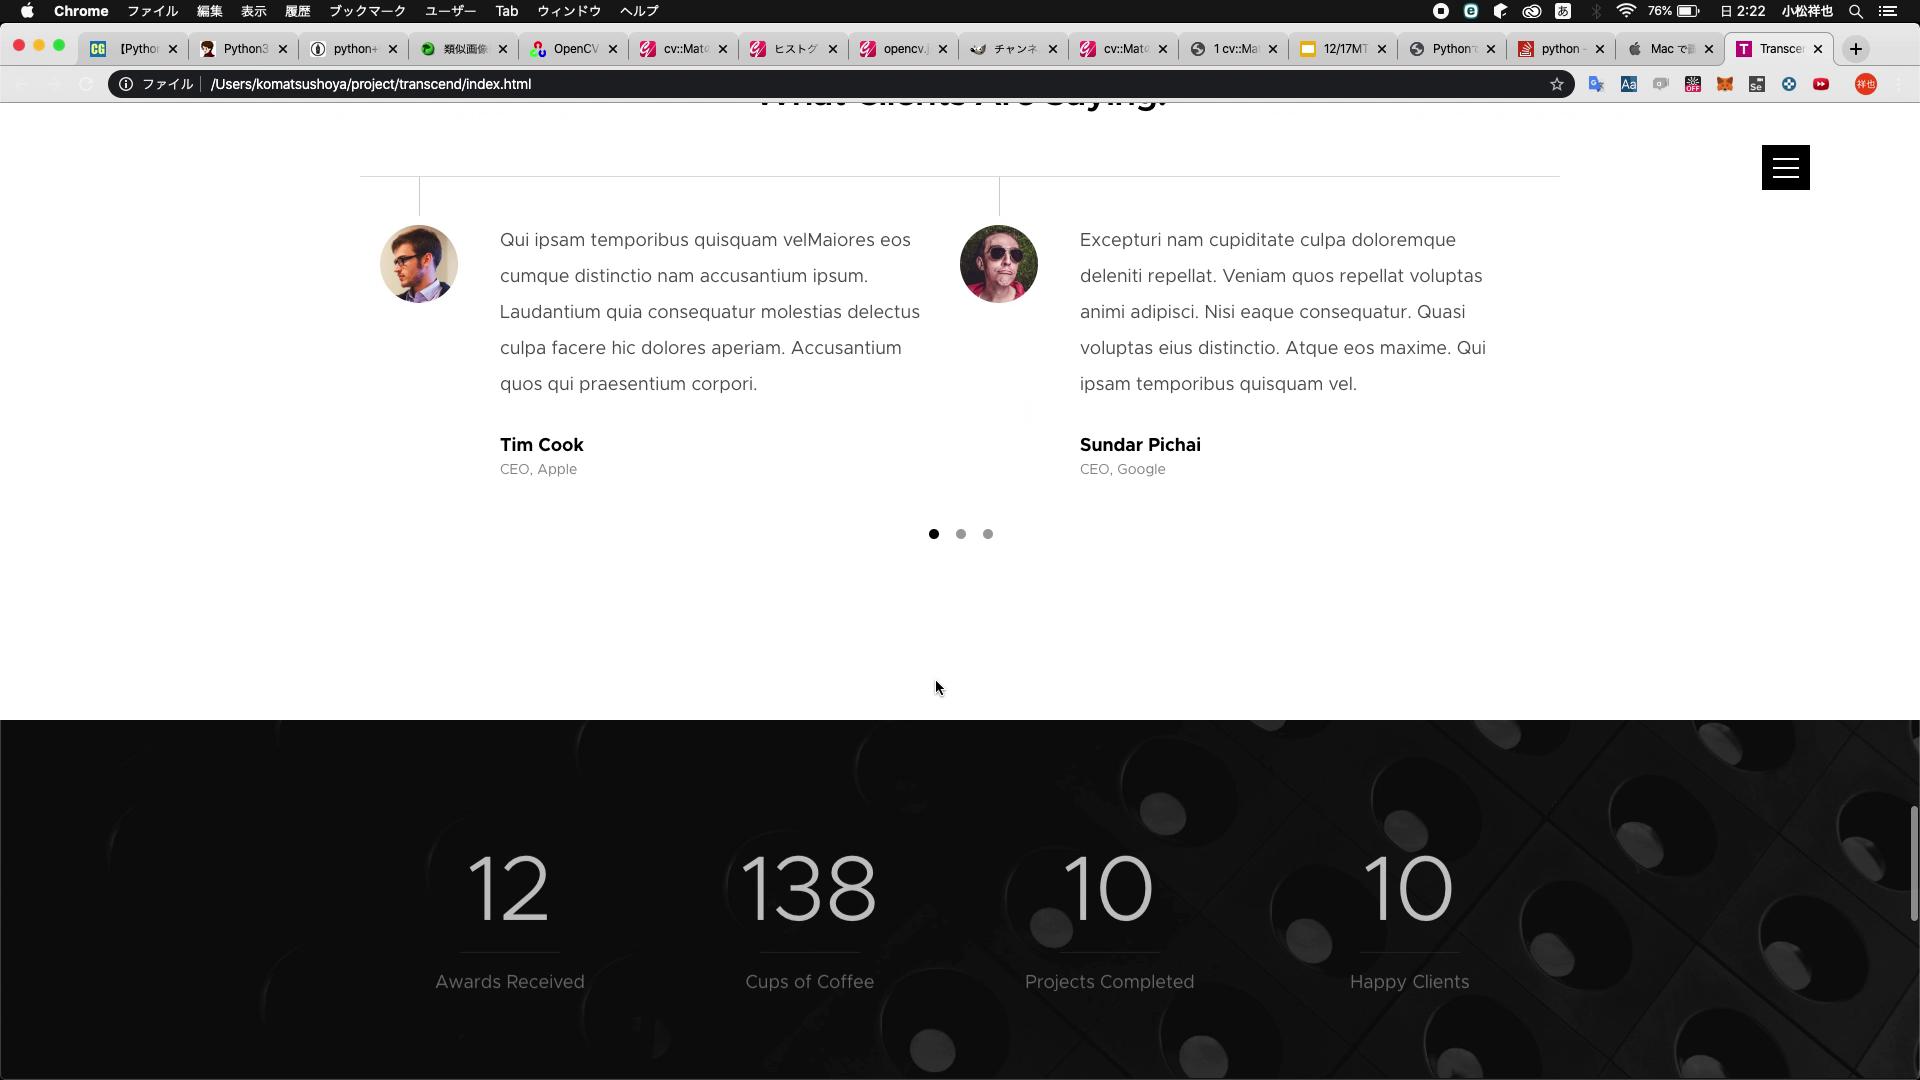 Chrome ファイル 編集 表示 履歴 ブックマーク ユーザー Tab ウィンドウ ヘルプ 76% 日 2:22 小松祥也
【Pytho Python3 python+ 類似画像 OpenCV cv::Mat ヒストグ opencv. チャンネ cv::Mat 1 cv::Ma 12/17MT Python python - Mac で Transce
ファイル /Users/komatsushoya/project/transcend/index.html 祥也
What Clients Are Saying.
Qui ipsam temporibus quisquam velMaiores eos
cumque distinctio nam accusantium ipsum.
Laudantium quia consequatur molestias delectus
culpa facere hic dolores aperiam. Accusantium
quos qui praesentium corpori.
Tim Cook
CEO, Apple
Excepturi nam cupiditate culpa doloremque
deleniti repellat. Veniam quos repellat voluptas
animi adipisci. Nisi eaque consequatur. Quasi
voluptas eius distinctio. Atque eos maxime. Qui
ipsam temporibus quisquam vel.
Sundar Pichai
CEO, Google
12
Awards Received
138
Cups of Coffee
10
Projects Completed
10
Happy Clients